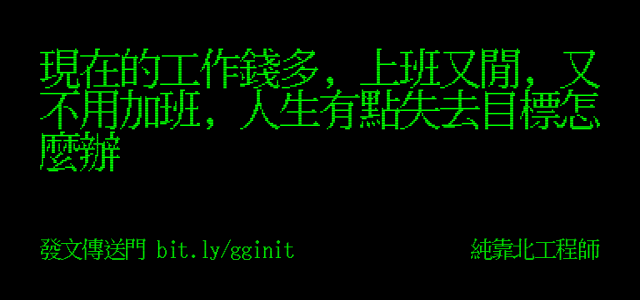 現在的工作錢多，上班又閒，又
不用加班，人生有點失去目標怎
麼辦
發文傳送門 bit.ly/gginit
純靠北工程師